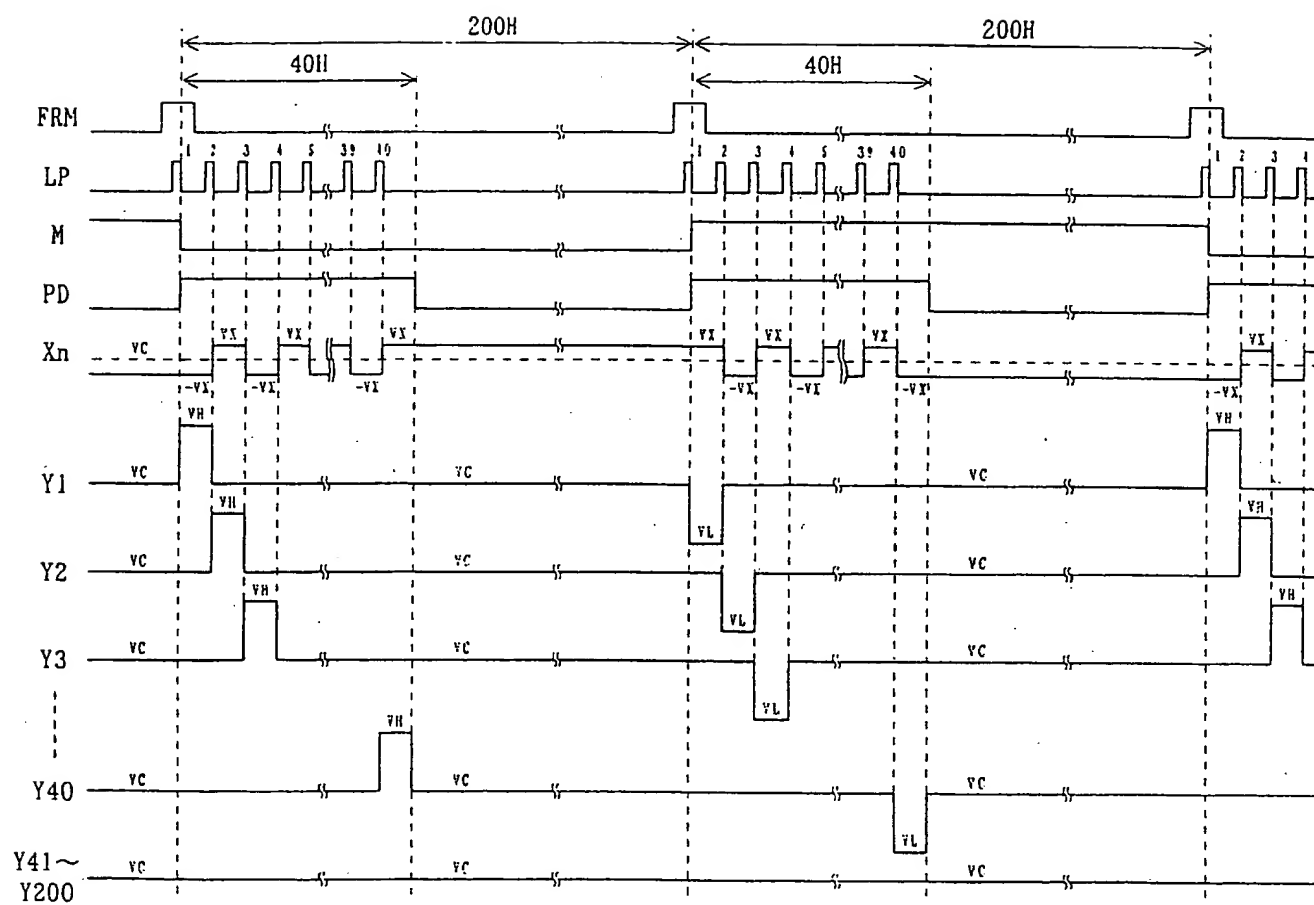 200H 200H
40H 40H
FRM
1 2 3 4 5 39 40 1 2 3 4 5 39 40 1 2 3 4
LP
M
PD
VX VX VX VX VX VX VX
Xn VC
-VX -VX -VX -VX -VX -VX -VX
VH VH
Y1 VC VC VC
VH VL VH
Y2 VC VC VC
VH VL VH
Y3 VC VC VC
VL
VH
Y40 VC VC VC
VL
Y41~ VC VC VC
Y200